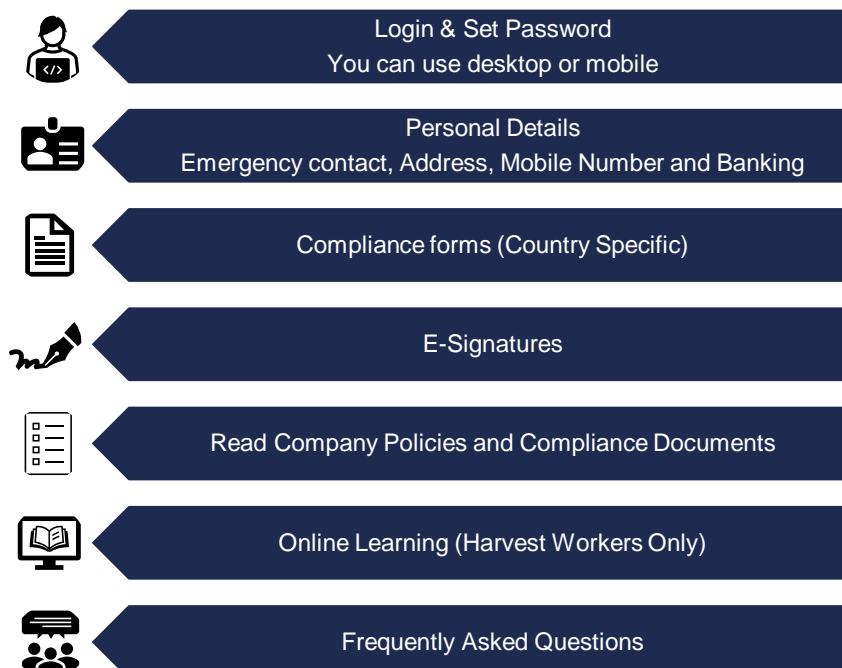 Login & Set Password
You can use desktop or mobile
Personal Details
Emergency contact, Address, Mobile Number and Banking
Compliance forms (Country Specific)
E-Signatures
Read Company Policies and Compliance Documents
Online Learning (Harvest Workers Only)
Frequently Asked Questions